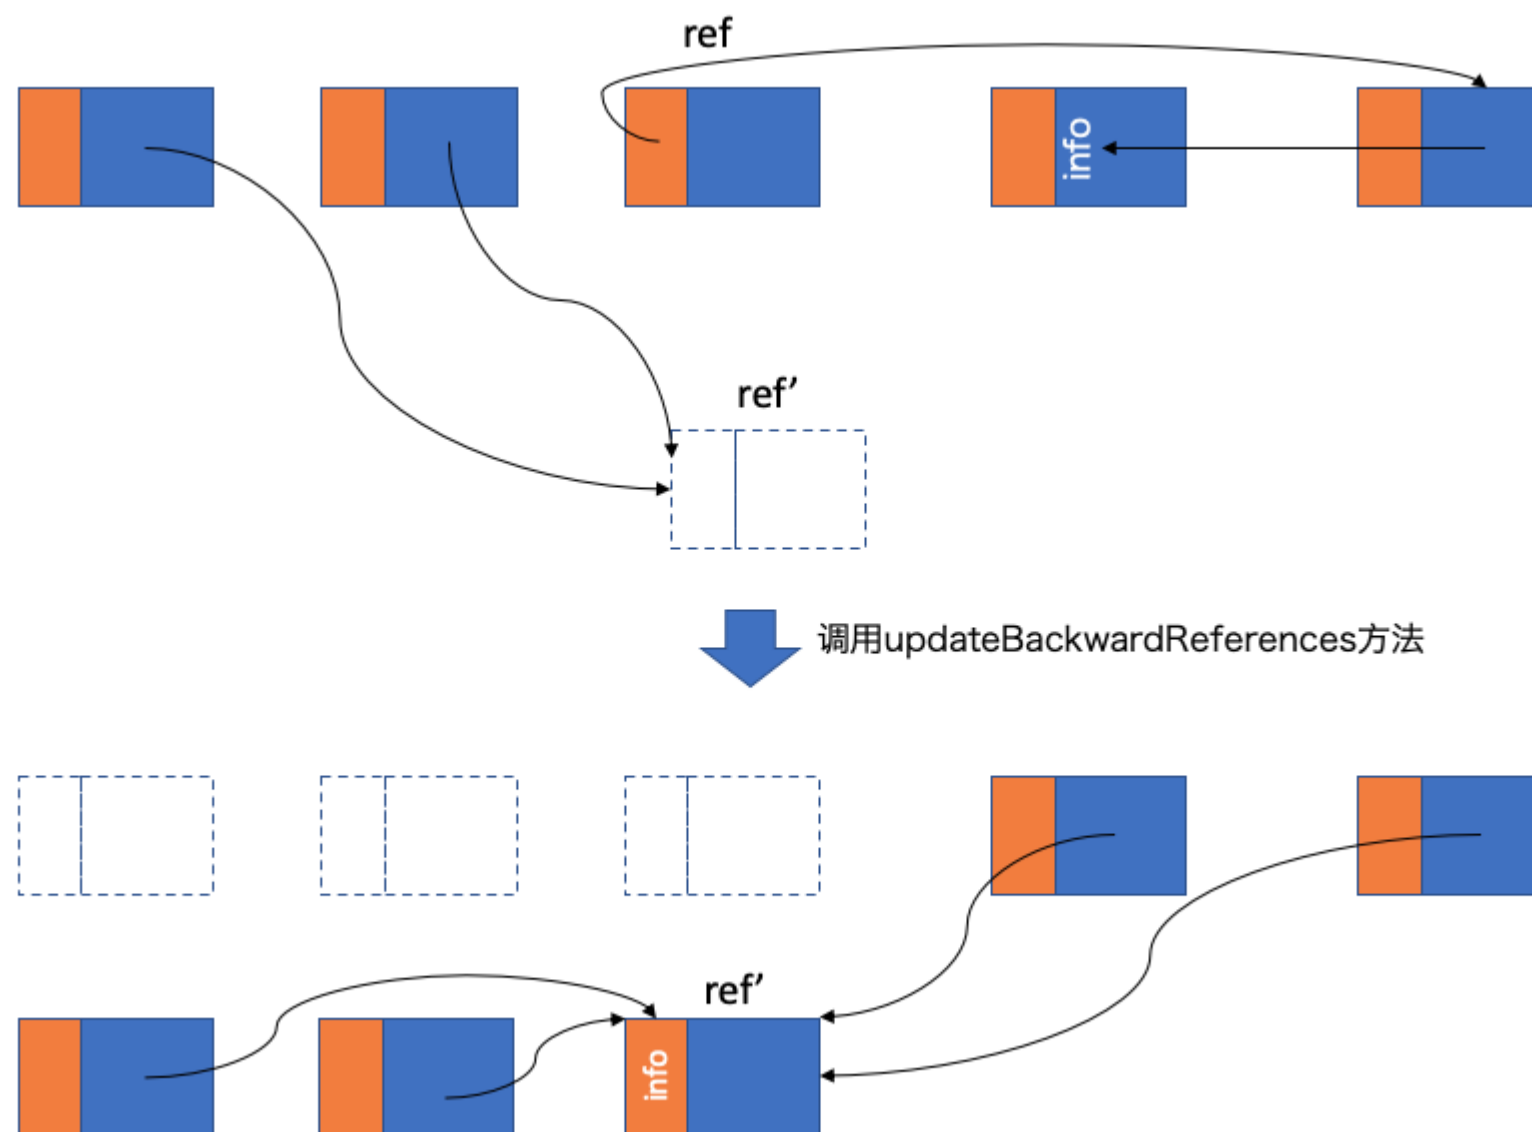 ref
info
ref’
调用updateBackwardReferences方法
ref’
info